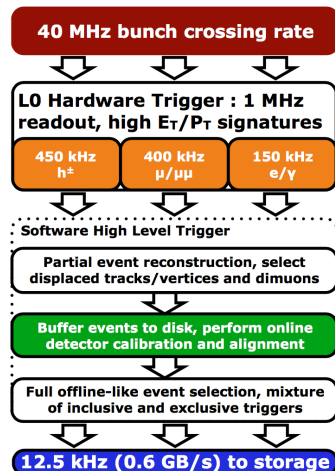 40 MHz bunch crossing rate
L0 Hardware Trigger : 1 MHz
readout, high ET/PT signatures
450 kHz
h±
400 kHz
μ/μμ
150 kHz
e/γ
Software High Level Trigger
Partial event reconstruction, select
displaced tracks/vertices and dimuons
Buffer events to disk, perform online
detector calibration and alignment
Full offline-like event selection, mixture
of inclusive and exclusive triggers
12.5 kHz (0.6 GB/s) to storage